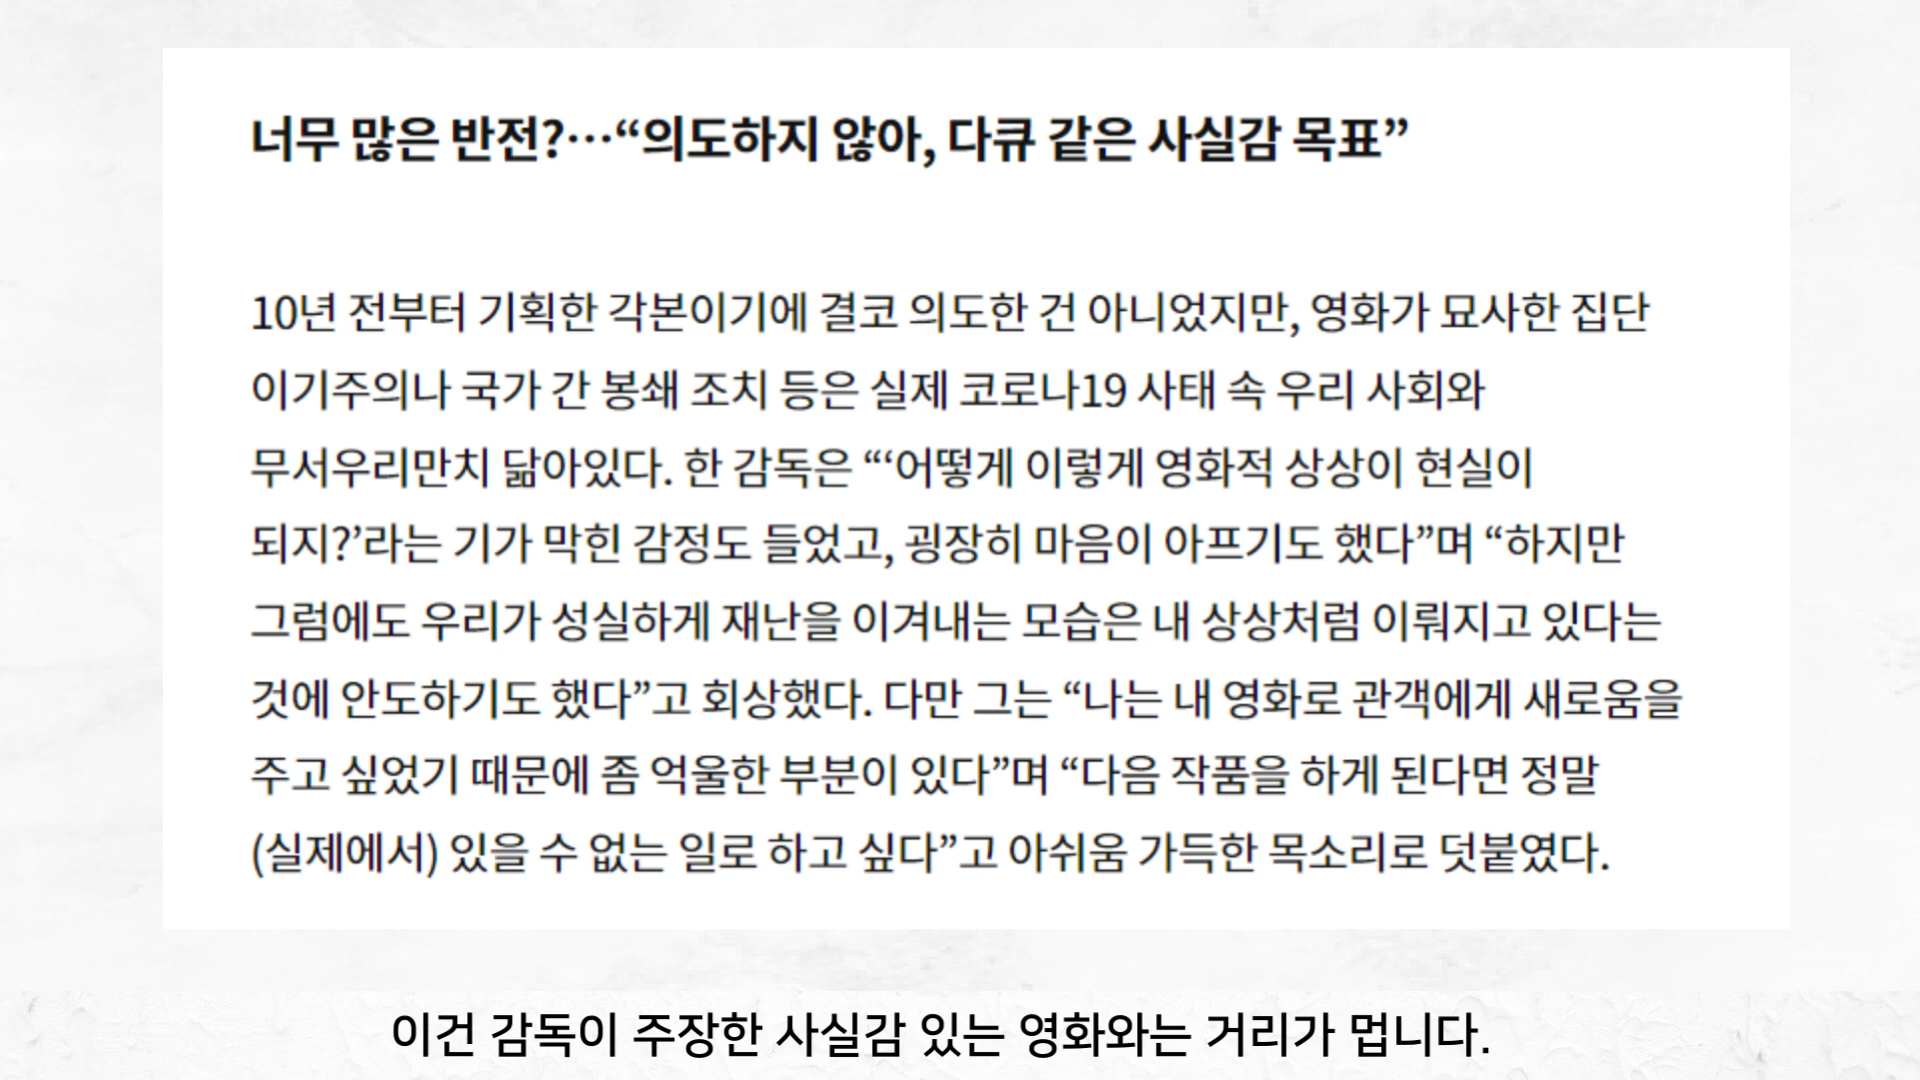 너무 많은 반전?…“의도하지 않아, 다큐 같은 사실감 목표”
10년 전부터 기획한 각본이기에 결코 의도한 건 아니었지만, 영화가 묘사한 집단
이기주의나 국가 간 봉쇄 조치 등은 실제 코로나19 사태 속 우리 사회와
무서우리만치 닮아있다. 한 감독은 “‘어떻게 이렇게 영화적 상상이 현실이
되지?’라는 기가 막힌 감정도 들었고, 굉장히 마음이 아프기도 했다”며 “하지만
그럼에도 우리가 성실하게 재난을 이겨내는 모습은 내 상상처럼 이뤄지고 있다는
것에 안도하기도 했다”고 회상했다. 다만 그는 “나는 내 영화로 관객에게 새로움을
주고 싶었기 때문에 좀 억울한 부분이 있다”며 “다음 작품을 하게 된다면 정말
(실제에서) 있을 수 없는 일로 하고 싶다”고 아쉬움 가득한 목소리로 덧붙였다.
이건 감독이 주장한 사실감 있는 영화와는 거리가 멉니다.